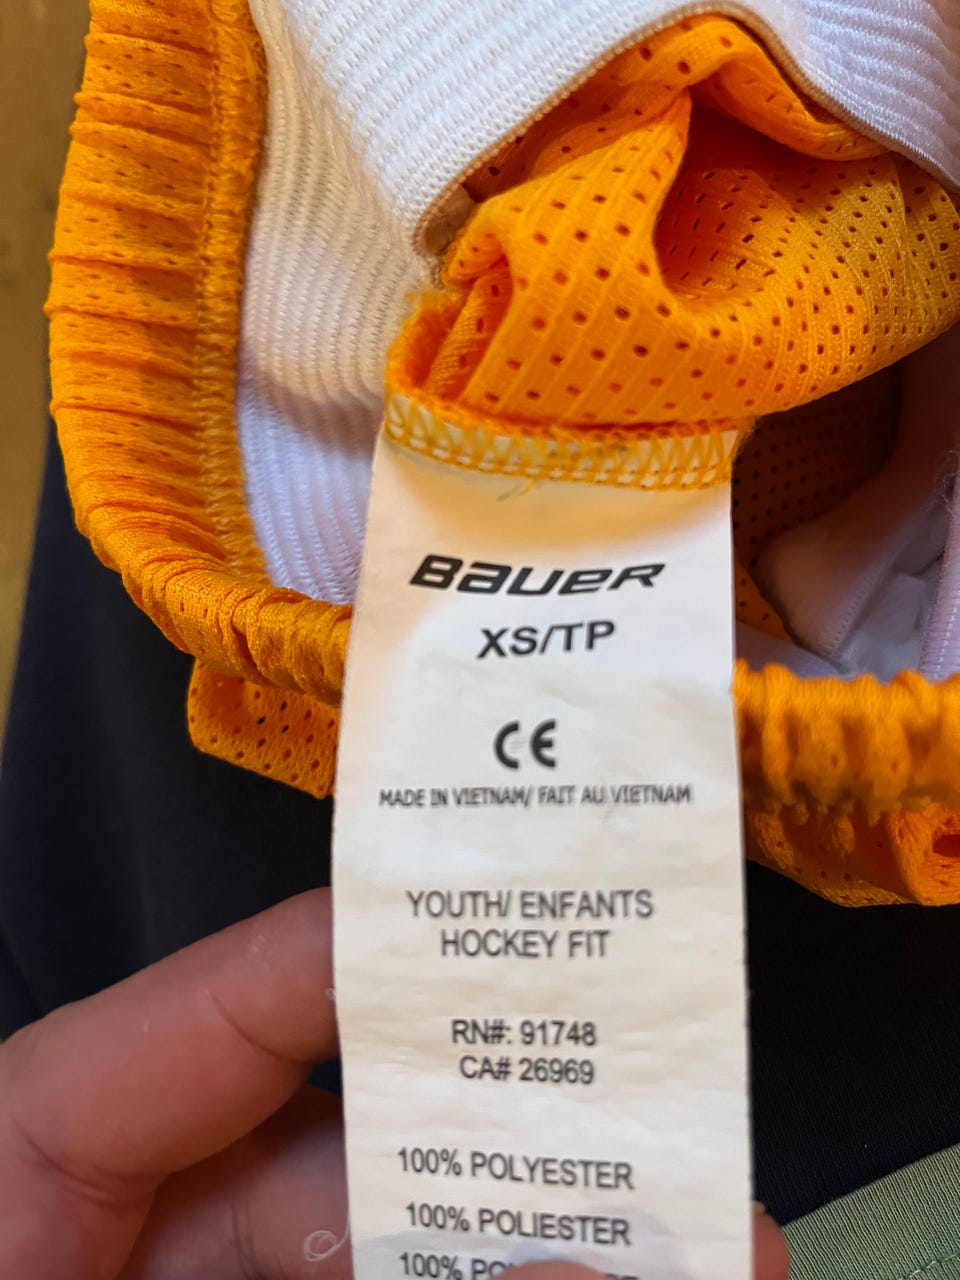 BAUER
XS/TP
CE
MADE IN VIETNAM/ FAIT AU VIETNAM
YOUTH/ ENFANTS
HOCKEY FIT
RN#: 91748
CA# 26969
100% POLYESTER
100% POLIESTER
100%